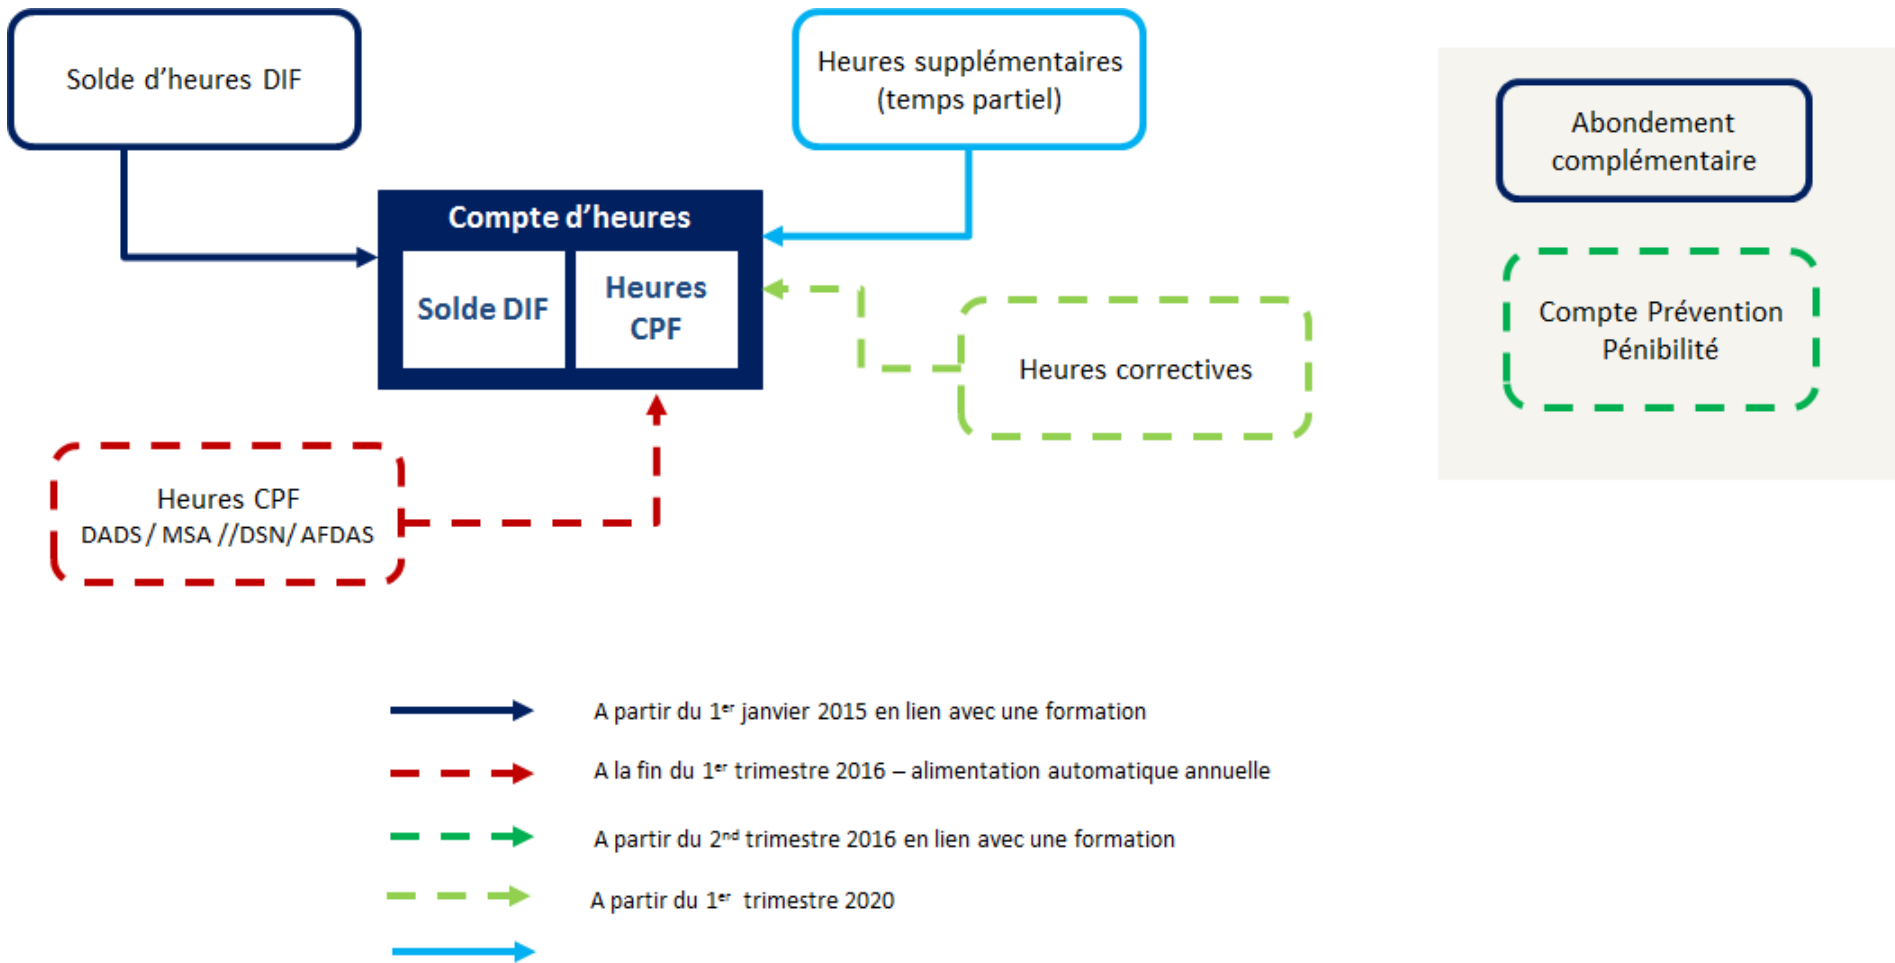 Solde d'heures DIF
Heures supplémentaires
(temps partiel)
Abondement
complémentaire
Compte d'heures
Solde DIF
Heures
CPF
Compte Prévention
Pénibilité
Heures correctives
Heures CPF
DADS / MSA //DSN/ AFDAS
A partir du 1er janvier 2015 en lien avec une formation
A la fin du 1er trimestre 2016 – alimentation automatique annuelle
A partir du 2nd trimestre 2016 en lien avec une formation
A partir du 1er trimestre 2020